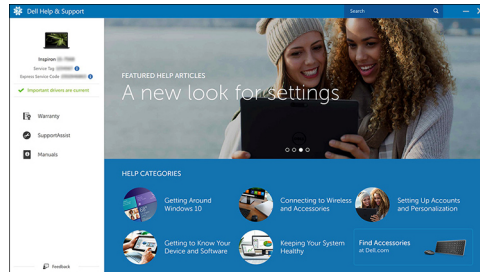 Dell Help & Support
Search
Inspiron
Service Tag
Express Service Code
Important drivers are current
Warranty
SupportAssist
Manuals
Feedback
FEATURED HELP ARTICLES
A new look for settings
HELP CATEGORIES
Getting Around
Windows 10
Connecting to Wireless
and Accessories
Setting Up Accounts
and Personalization
Getting to Know Your
Device and Software
Keeping Your System
Healthy
Find Accessories
at Dell.com